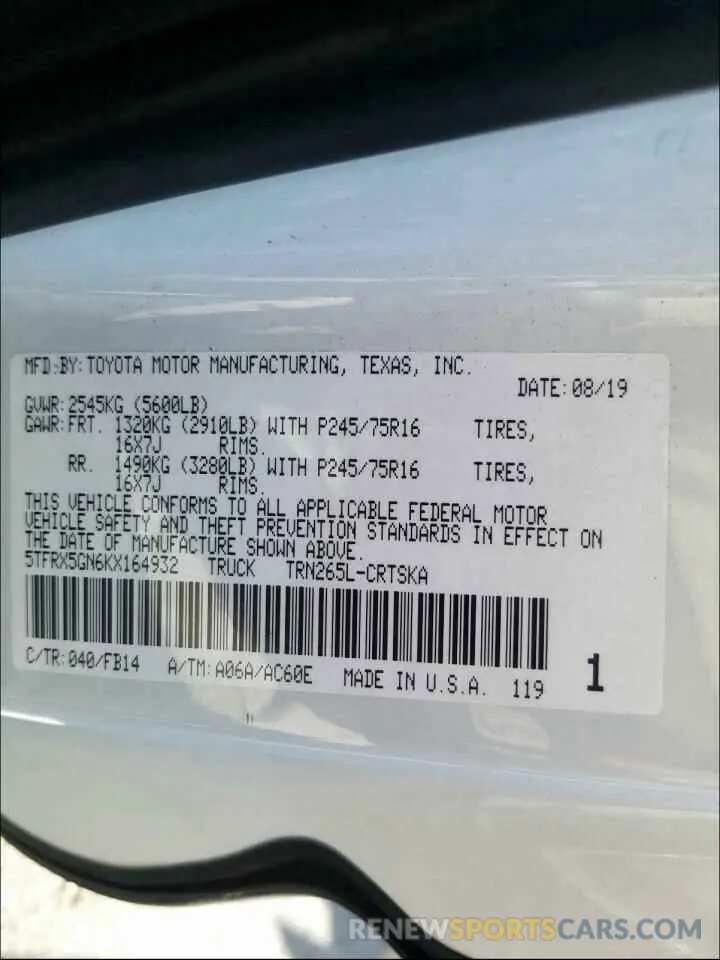 MFD.BY:TOYOTA MOTOR MANUFACTURING, TEXAS, INC.
DATE:08/19
GVWR:2545KG (5600LB)
GAWR:FRT. 1320KG (2910LB) WITH P245/75R16 TIRES,
16X7J RIMS.
RR. 1490KG (3280LB) WITH P245/75R16 TIRES,
16X7J RIMS.
THIS VEHICLE CONFORMS TO ALL APPLICABLE FEDERAL MOTOR
VEHICLE SAFETY AND THEFT PREVENTION STANDARDS IN EFFECT ON
THE DATE OF MANUFACTURE SHOWN ABOVE.
5TFRX5GN6KX164932 TRUCK TRN265L-CRTSKA
C/TR:040/FB14 A/TM:A06A/AC60E MADE IN U.S.A. 119
1
RENEWSPORTSCARS.COM